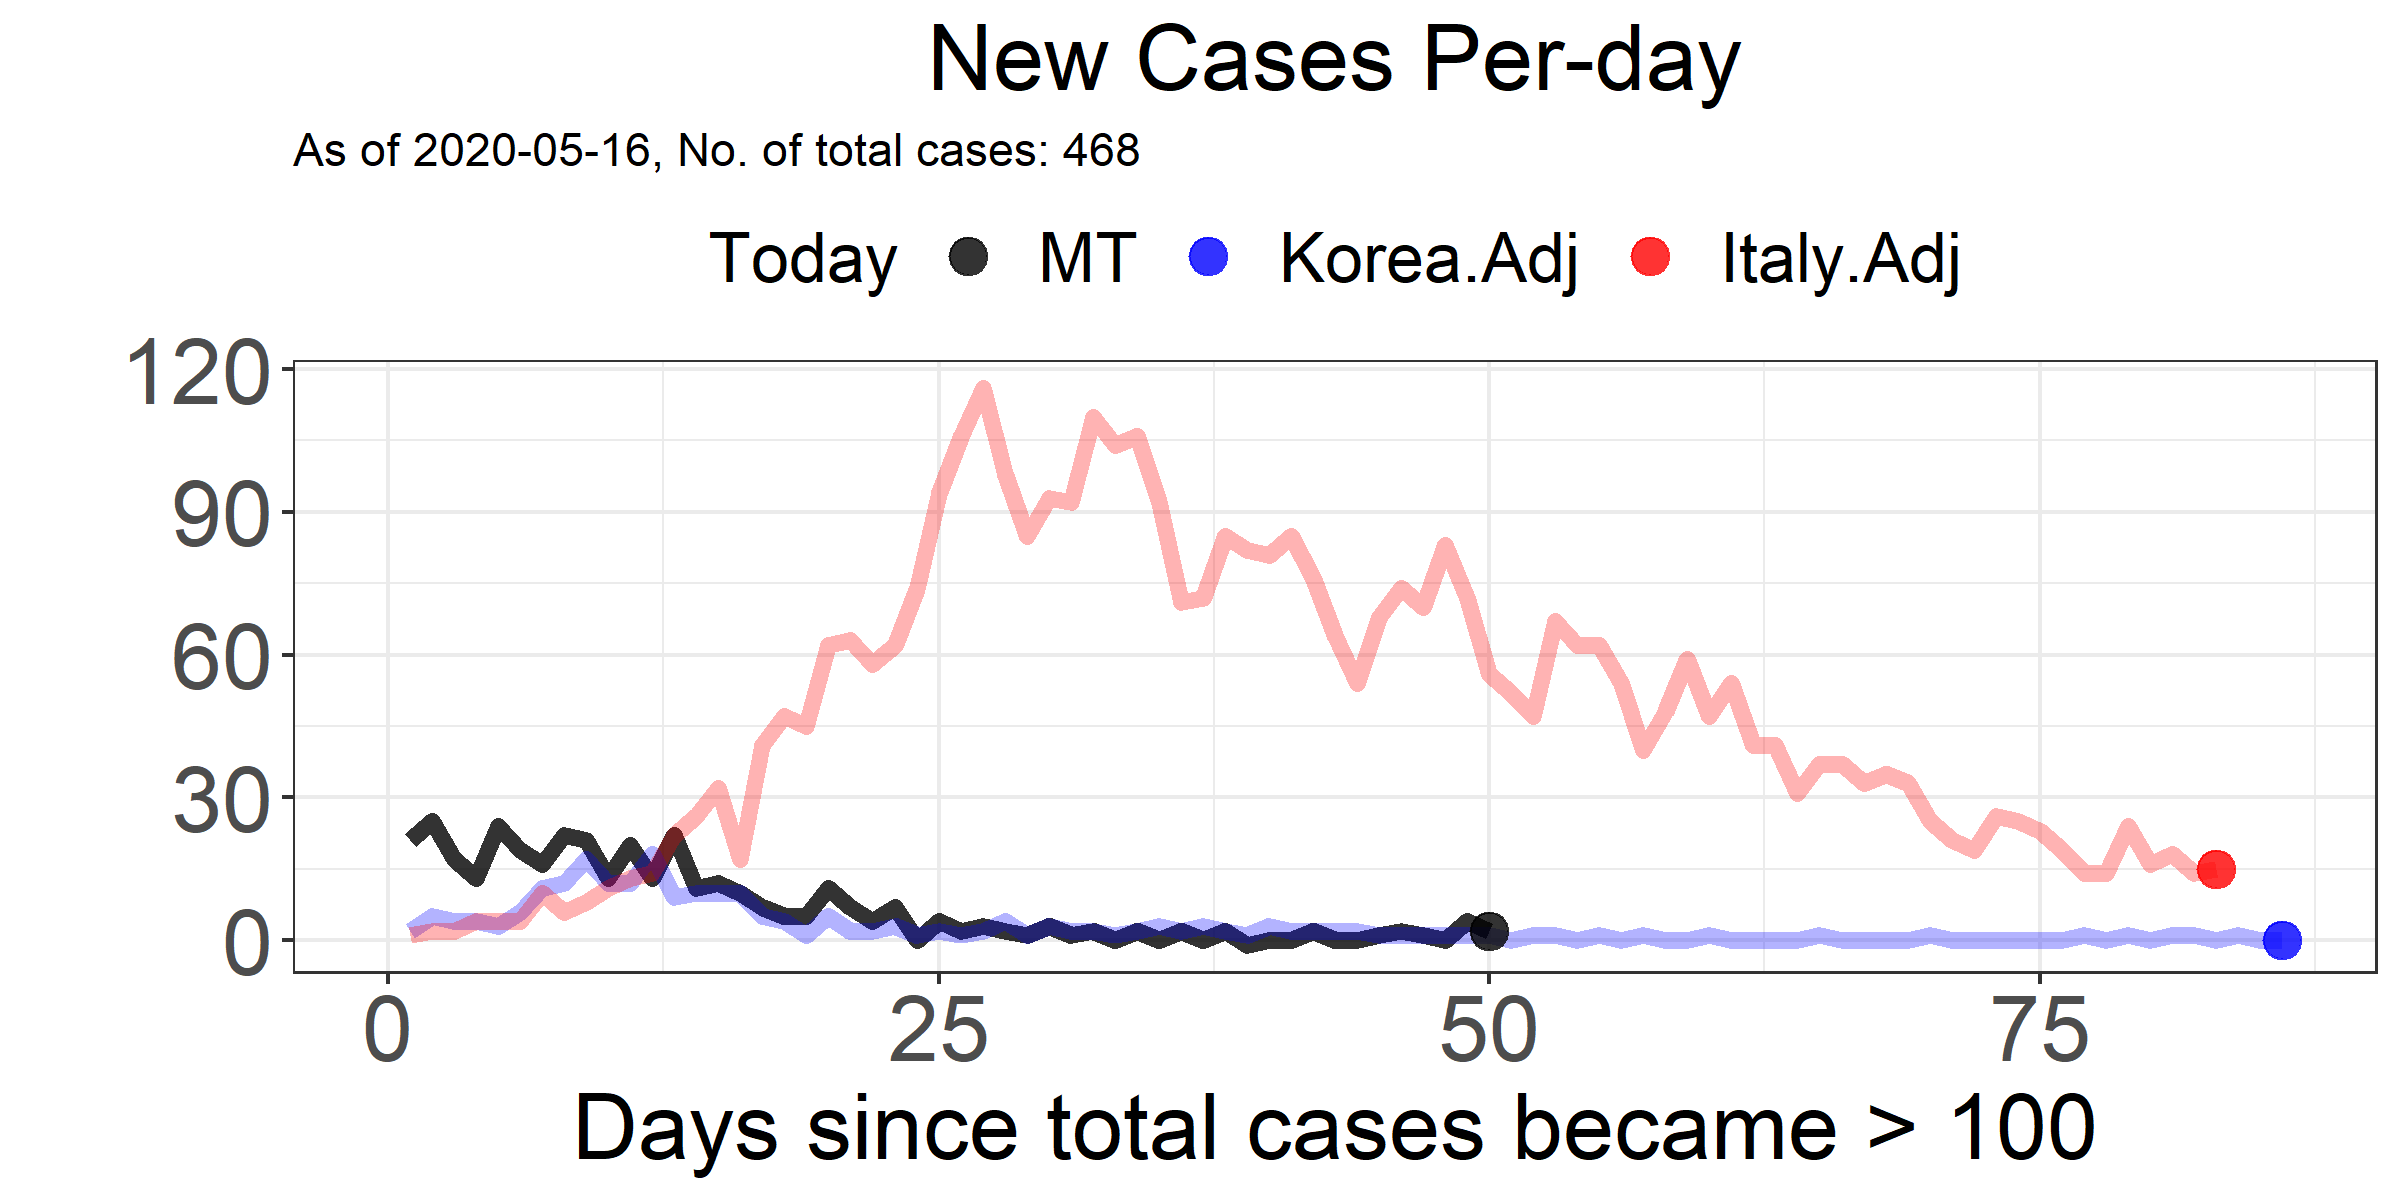 New Cases Per-day
As of 2020-05-16, No. of total cases: 468
Today MT Korea.Adj Italy.Adj
120
90
60
30
0
0 25 50 75
Days since total cases became > 100